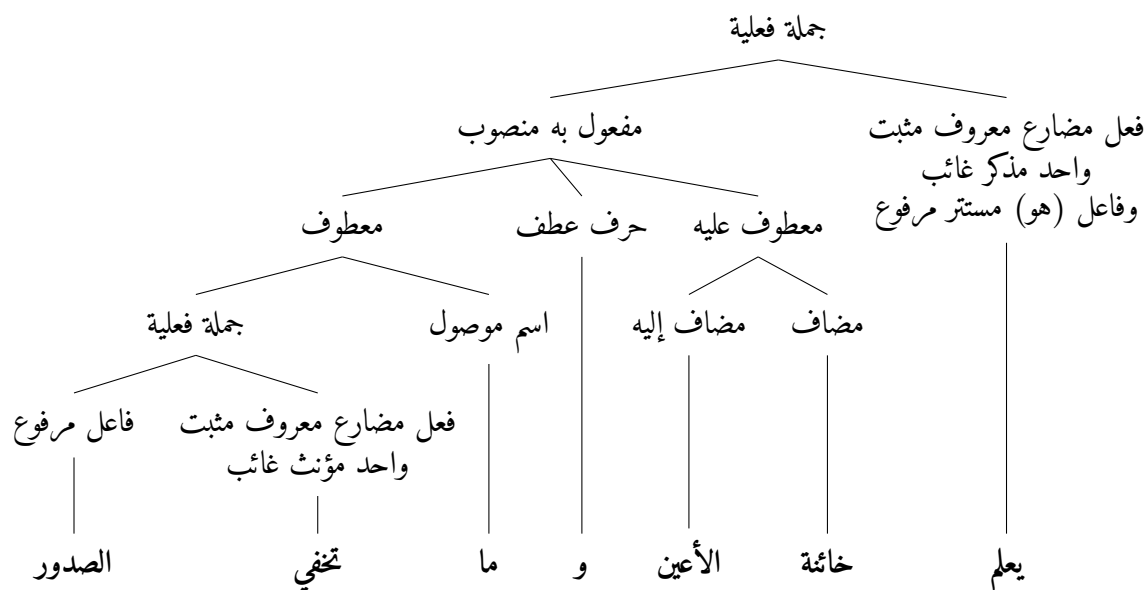 جملة فعلية
فعل مضارع معروف مثبت
واحد مذكر غائب
وفاعل (هو) مستتر مرفوع
مفعول به منصوب
معطوف عليه
حرف عطف
معطوف
مضاف
مضاف إليه
اسم موصول
جملة فعلية
فعل مضارع معروف مثبت
واحد مؤنث غائب
فاعل مرفوع
يعلم خائنة الأعين و ما تخفي الصدور